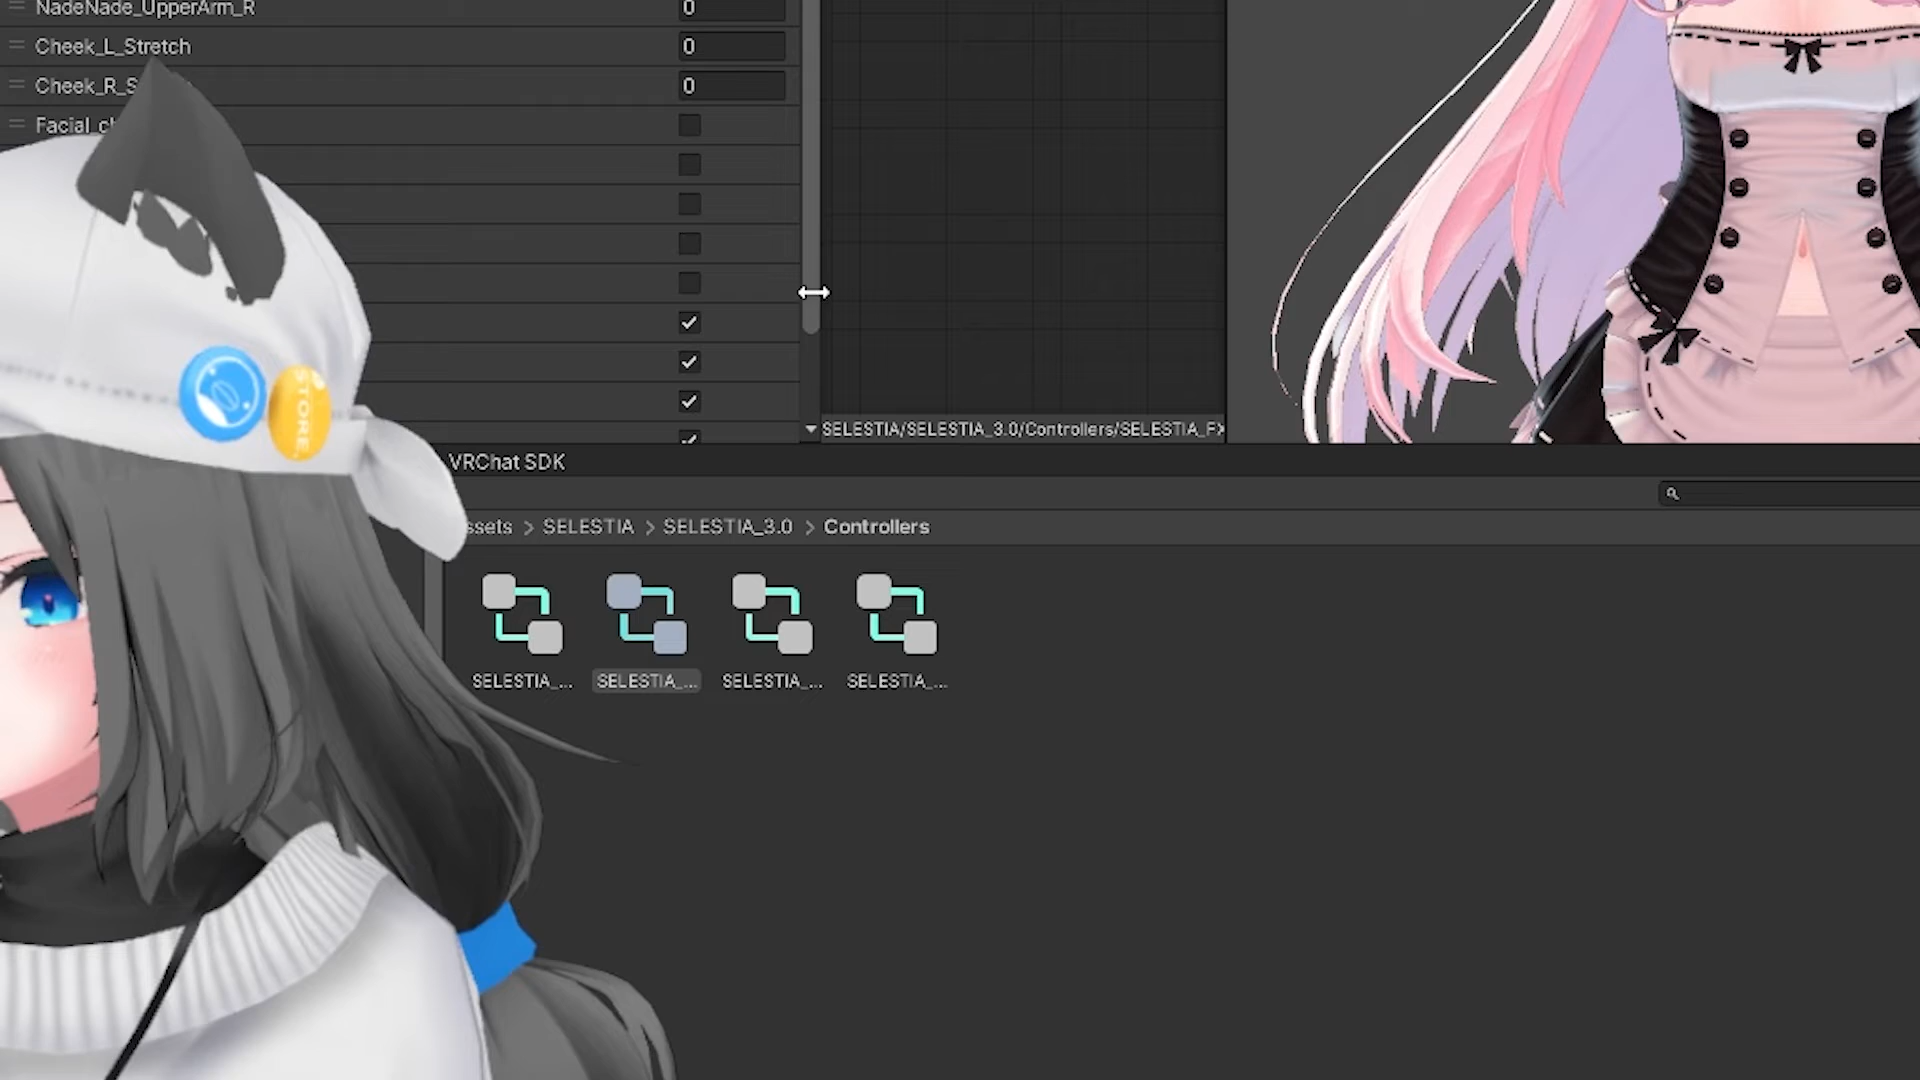 NadeNade_UpperArm_R
0
Cheek_L_Stretch
0
Cheek_R_S
0
Facial_c
SELESTIA/SELESTIA_3.0/Controllers/SELESTIA_FX
VRChat SDK
ssets > SELESTIA > SELESTIA_3.0 > Controllers
SELESTIA_...
SELESTIA_...
SELESTIA_...
SELESTIA_...
STORE